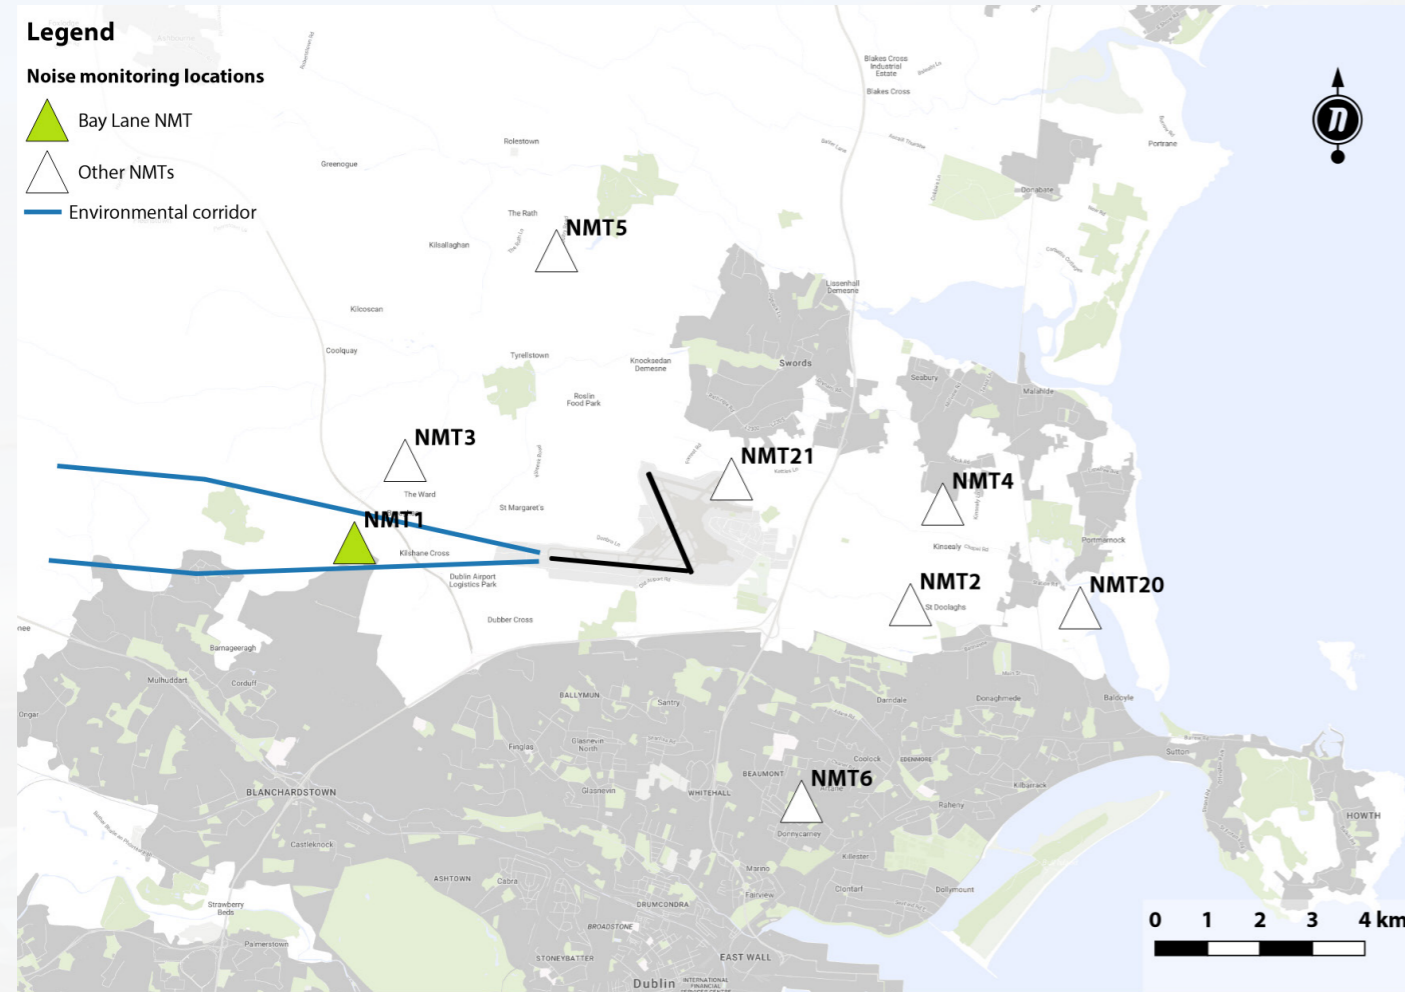 Legend
Noise monitoring locations
Bay Lane NMT
Other NMTs
Environmental corridor
Blakes Cross
Industrial
Estate
Blakes Cross
Portrane
Rolestown
Greenogue
Donabate
The Rath
NMT5
Kilsallaghan
Lissenhall
Demesne
Kilcoscan
Coolquay
Tyrellstown
Knocksedan
Demesne
Swords
Seabury
Malahide
Roslin
Food Park
NMT3
NMT21
NMT4
The Ward
St Margaret's
NMT1
Kilshane Cross
Kinsealy
Portmarnock
Dublin Airport
Logistics Park
NMT2
NMT20
St Doolaghs
Dubber Cross
Barnageeragh
Mulhuddart
Corduff
BALLYMUN
Santry
Darndale
Donaghmede
Baldoyle
Ongar
Finglas
Glasnevin
North
Sutton
Coolock
EDENMORE
BEAUMONT
NMT6
Artane
Kilbarrack
BLANCHARDSTOWN
Glasnevin
WHITEHALL
Raheny
HOWTH
Donnycarney
Castleknock
Killester
Marino
ASHTOWN
Cabra
Fairview
Clontarf
Dollymount
DRUMCONDRA
Strawberry
Beds
BROADSTONE
0 1 2 3 4 km
Palmerstown
STONEYBATTER
EAST WALL
Dublin
INTERNATIONAL
FINANCIAL